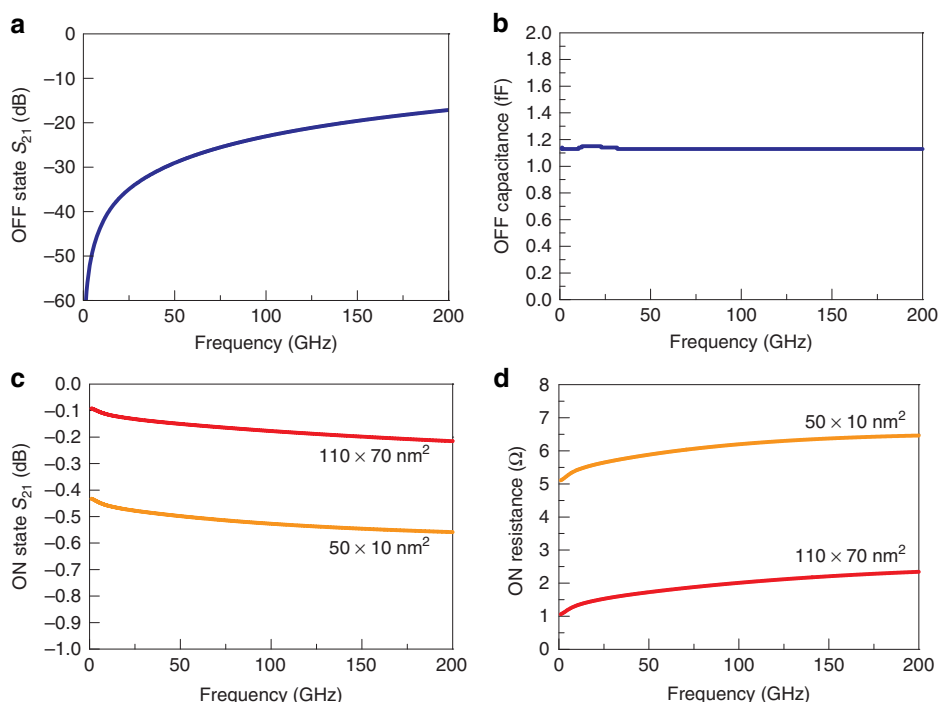 a
0
−10
−20
−30
−40
−50
−60
OFF state S21 (dB)
0 50 100 150 200
Frequency (GHz)
b
2.0
1.8
1.6
1.4
1.2
1.0
0.8
0.6
0.4
0.2
0.0
OFF capacitance (fF)
0 50 100 150 200
Frequency (GHz)
c
0.0
−0.1
−0.2
−0.3
−0.4
−0.5
−0.6
−0.7
−0.8
−0.9
−1.0
ON state S21 (dB)
110 × 70 nm²
50 × 10 nm²
0 50 100 150 200
Frequency (GHz)
d
8
7
6
5
4
3
2
1
0
ON resistance (Ω)
50 × 10 nm²
110 × 70 nm²
0 50 100 150 200
Frequency (GHz)